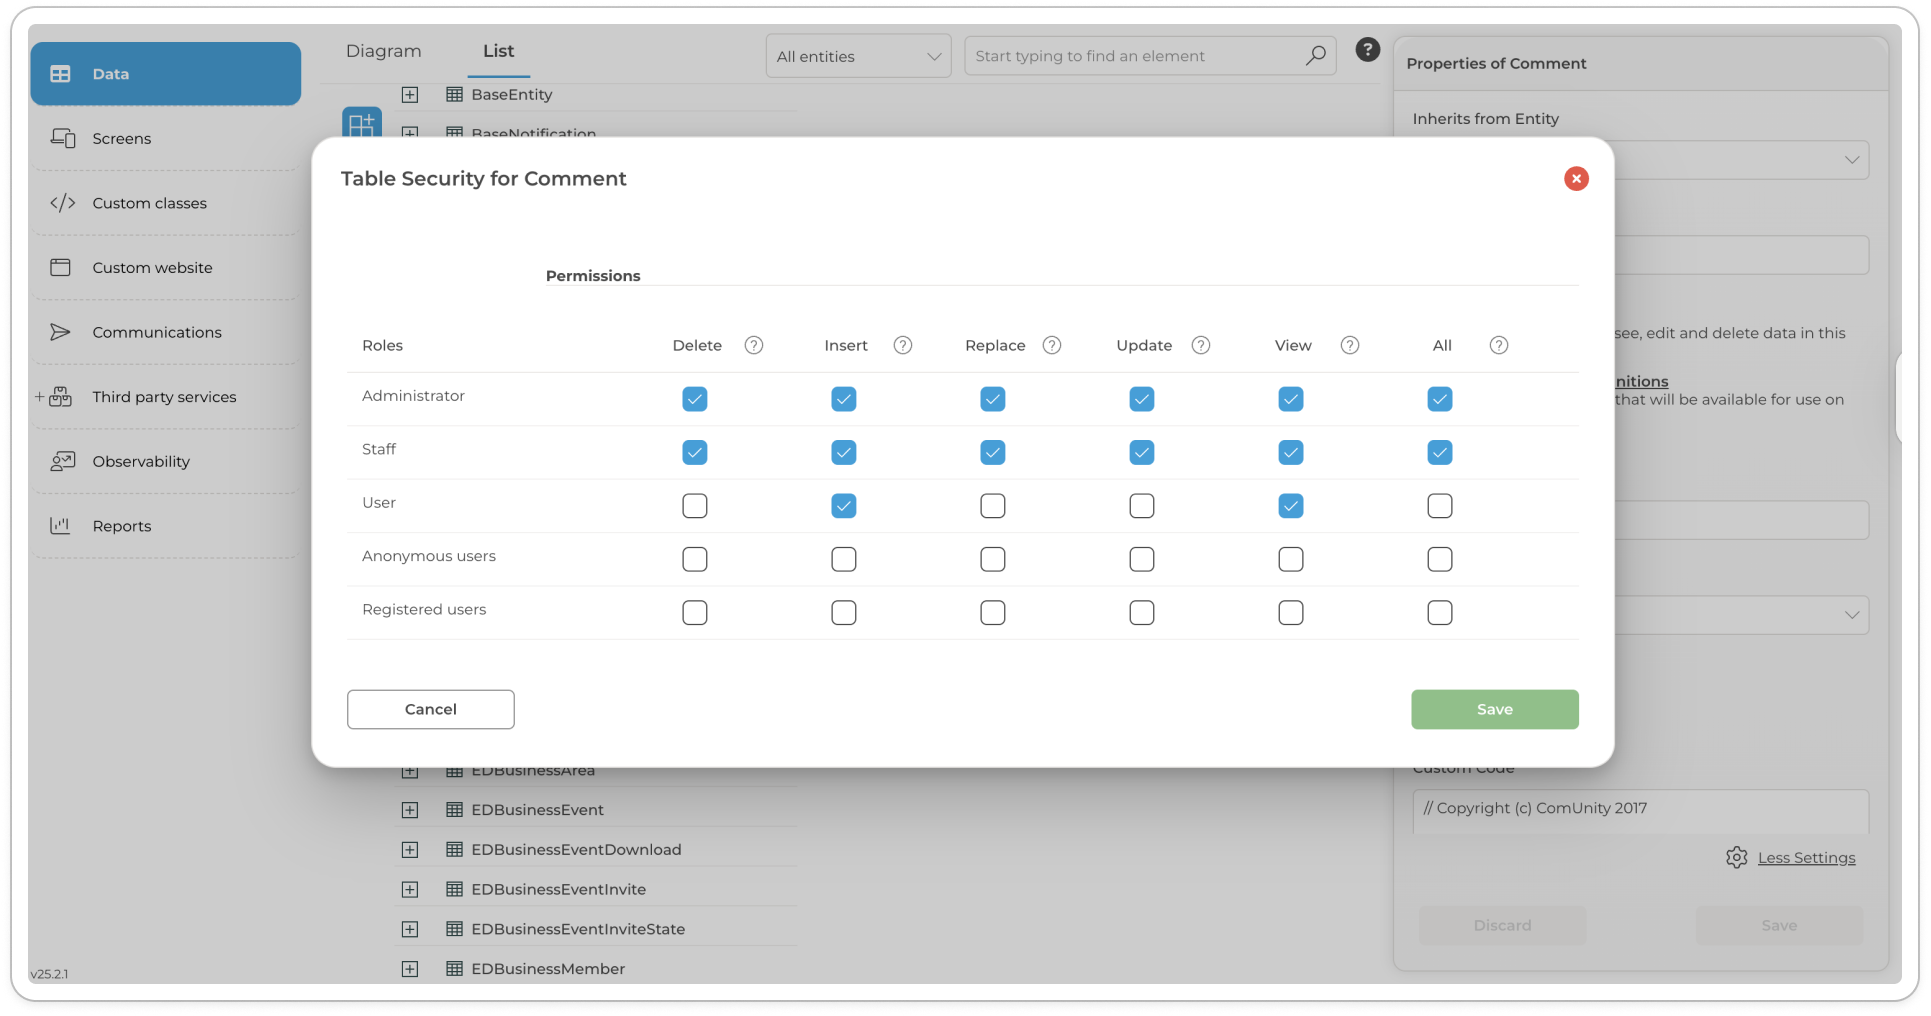 Data
Screens
Custom classes
Custom website
Communications
Third party services
Observability
Reports
v25.2.1
Diagram
List
All entities
Start typing to find an element
?
BaseEntity
BaseNotification
Table Security for Comment
Permissions
Roles Delete ? Insert ? Replace ? Update ? View ? All ?
Administrator
Staff
User
Anonymous users
Registered users
Cancel
Save
EDBusinessArea
EDBusinessEvent
EDBusinessEventDownload
EDBusinessEventInvite
EDBusinessEventInviteState
EDBusinessMember
Properties of Comment
Inherits from Entity
see, edit and delete data in this
nitions
that will be available for use on
Custom Code
// Copyright (c) ComUnity 2017
Less Settings
Discard
Save